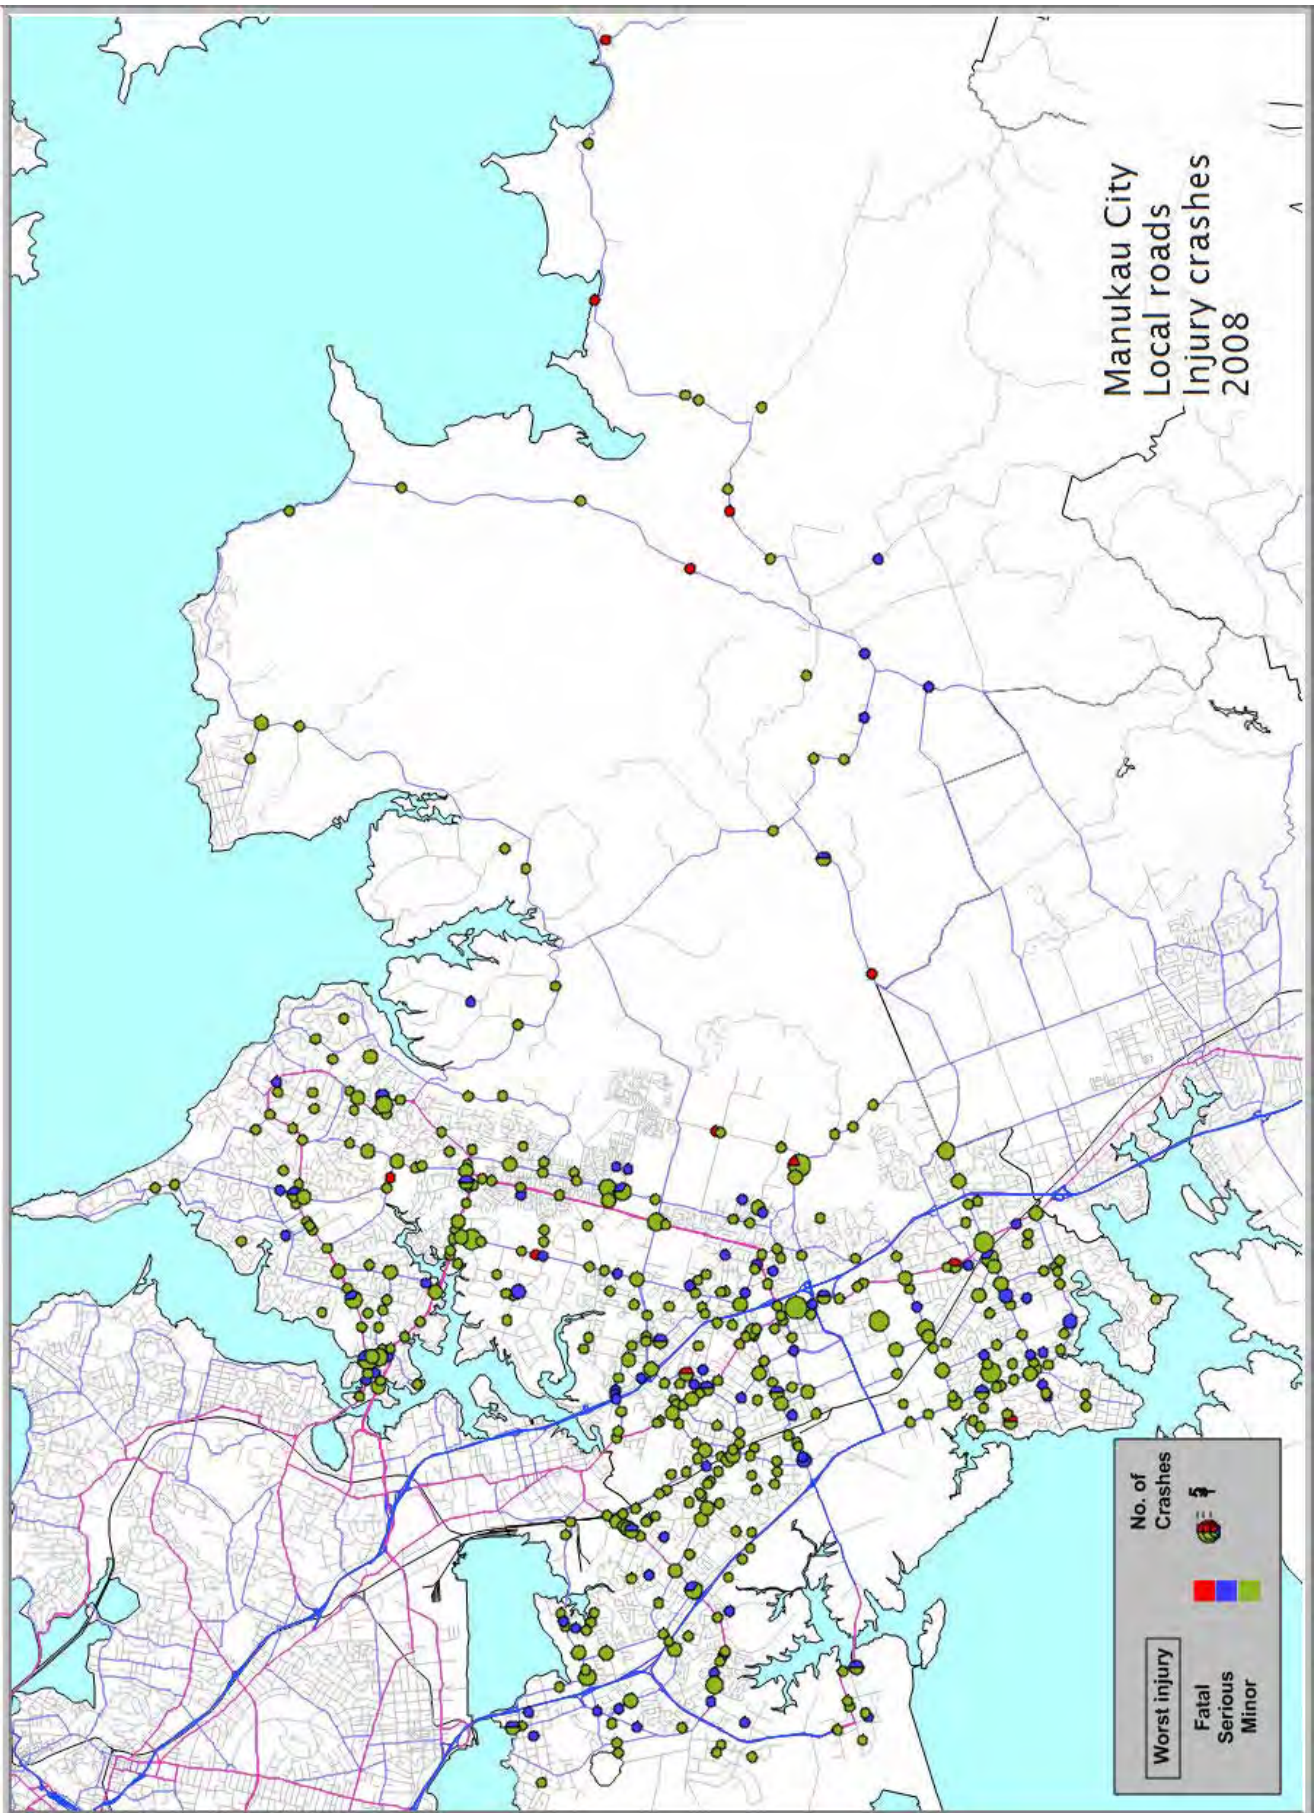 Manukau City
Local roads
Injury crashes
2008
Worst injury
Fatal
Serious
Minor
No. of
Crashes
5
1